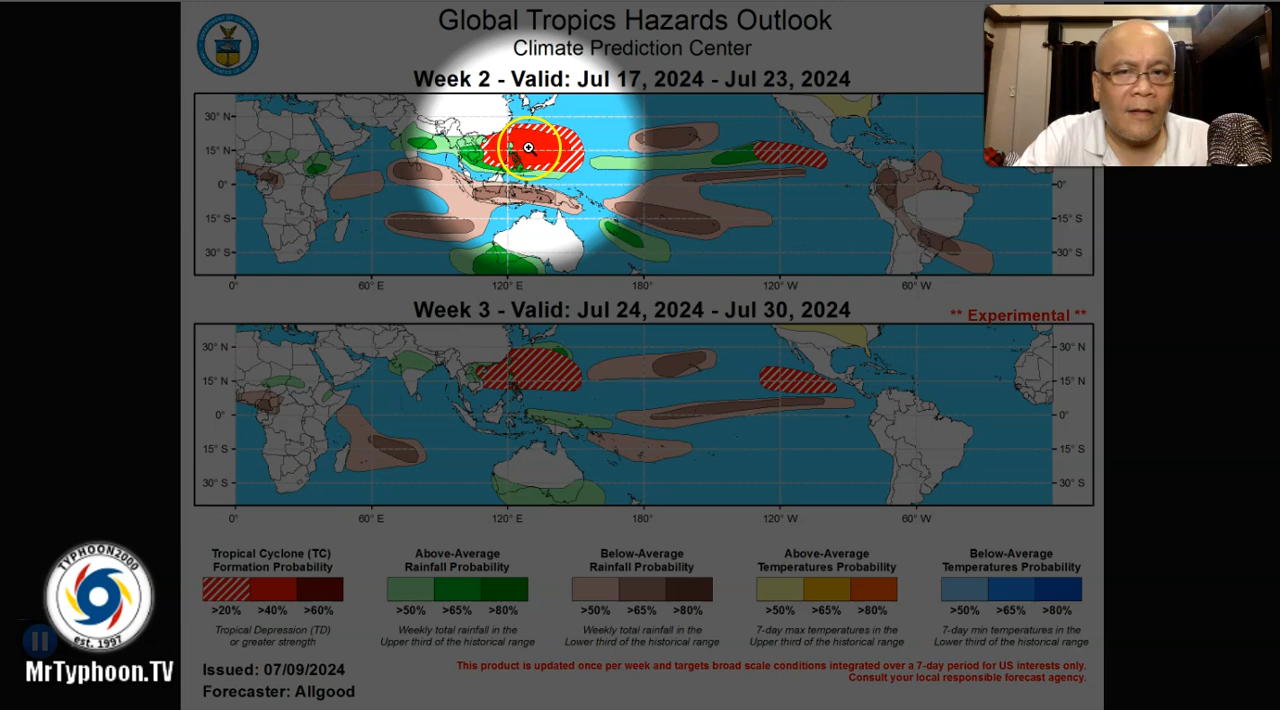 Global Tropics Hazards Outlook
Climate Prediction Center
Week 2 - Valid: Jul 17, 2024 - Jul 23, 2024
30° N
15° N
0°
15° S
30° S
15° N
0°
15° S
30° S
0°
60° E
120° E
180°
120° W
60° W
Week 3 - Valid: Jul 24, 2024 - Jul 30, 2024
** Experimental **
30° N
15° N
0°
15° S
30° S
30° N
15° N
0°
15° S
30° S
0°
60° E
120° E
180°
120° W
60° W
Tropical Cyclone (TC)
Formation Probability
>20% >40% >60%
Tropical Depression (TD)
or greater strength
Above-Average
Rainfall Probability
>50% >65% >80%
Weekly total rainfall in the
Upper third of the historical range
Below-Average
Rainfall Probability
>50% >65% >80%
Weekly total rainfall in the
Lower third of the historical range
Above-Average
Temperatures Probability
>50% >65% >80%
7-day max temperatures in the
Upper third of the historical range
Below-Average
Temperatures Probability
>50% >65% >80%
7-day min temperatures in the
Lower third of the historical range
Issued: 07/09/2024
Forecaster: Allgood
This product is updated once per week and targets broad scale conditions integrated over a 7-day period for US interests only.
Consult your local responsible forecast agency.
TYPHOON2000
est. 1997
MrTyphoon.TV